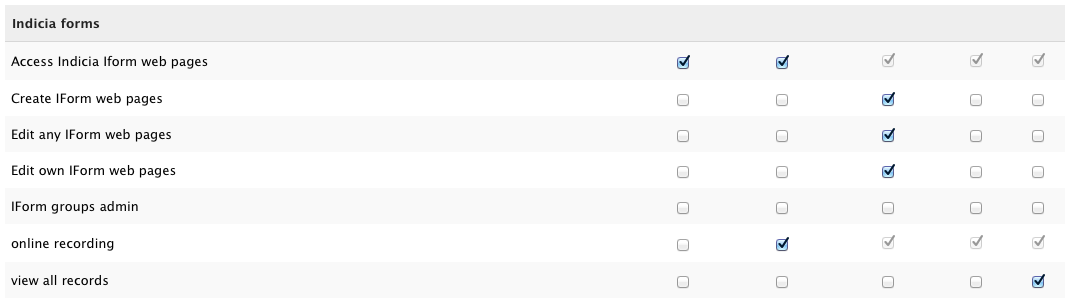 Indicia forms
Access Indicia Iform web pages
Create IForm web pages
Edit any IForm web pages
Edit own IForm web pages
IForm groups admin
online recording
view all records